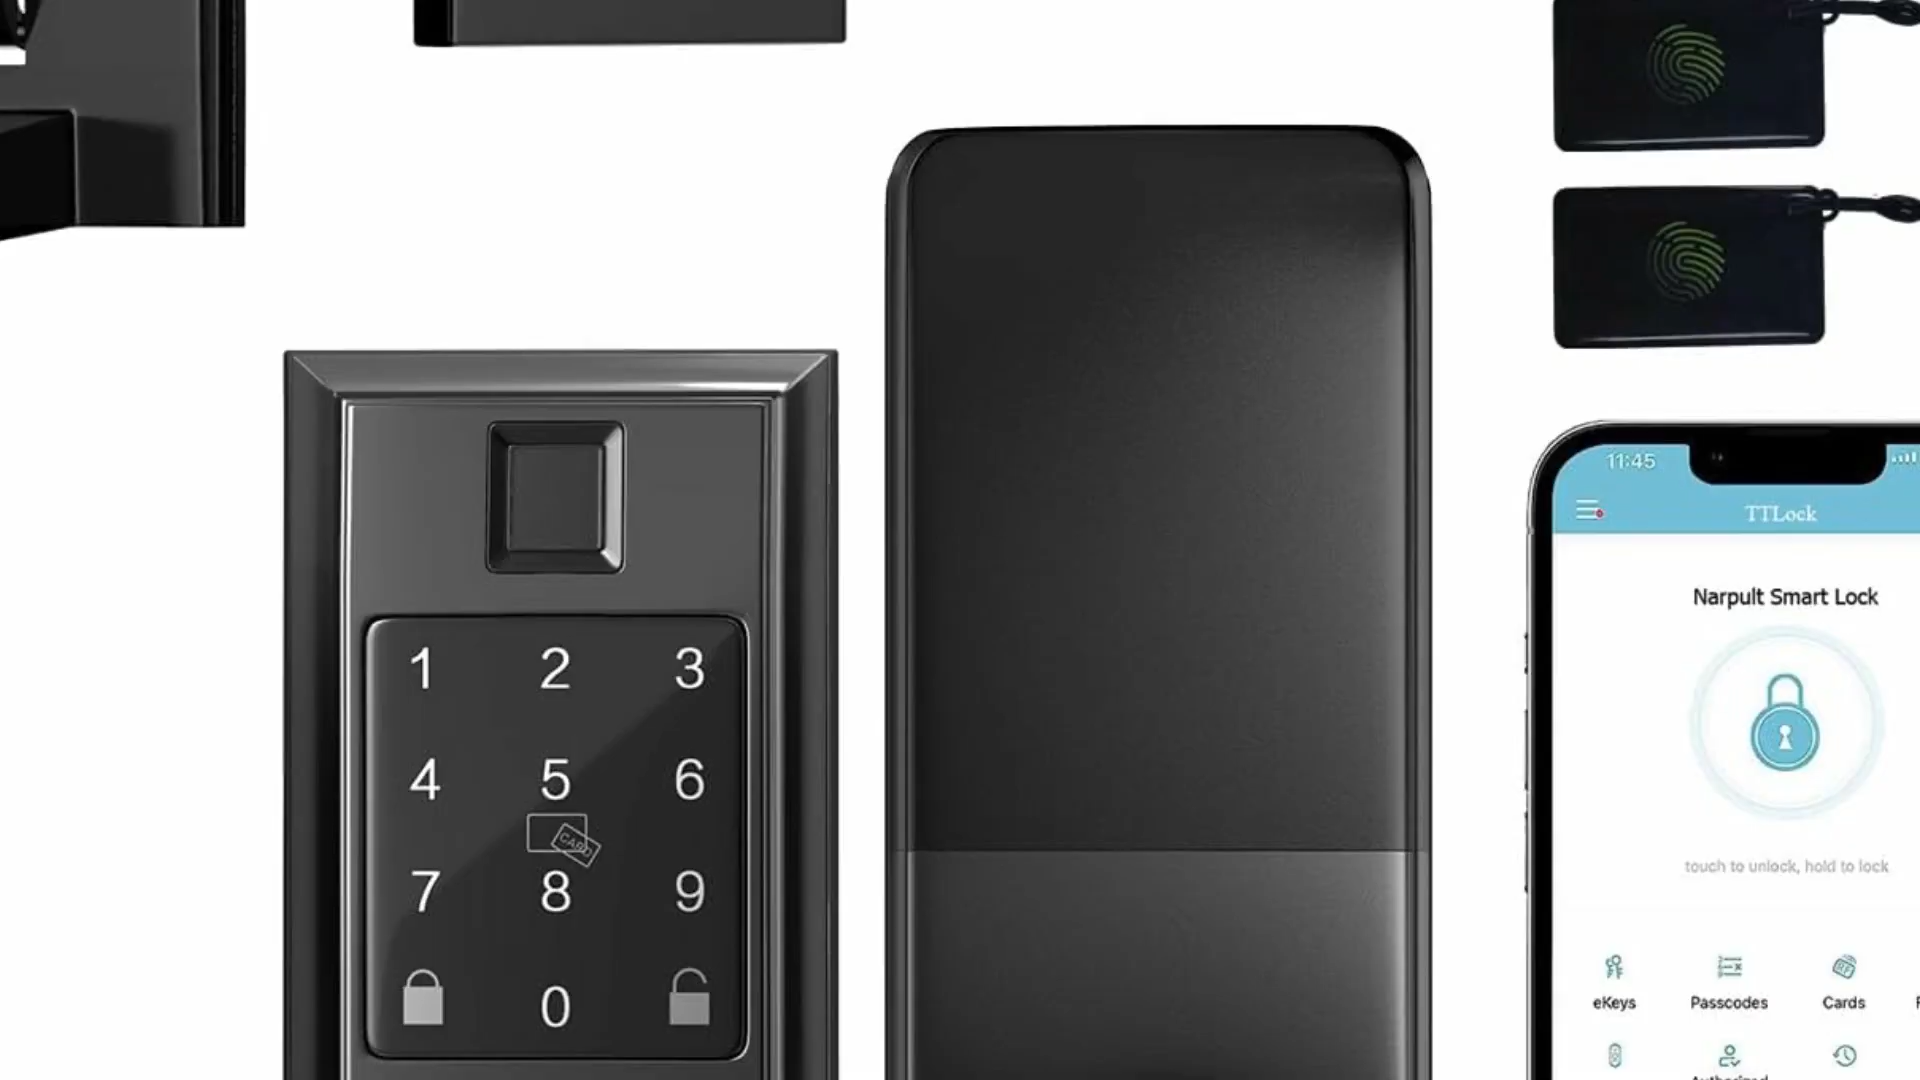 1 2 3
4 5 6
CARD
7 8 9
0
11:45
TTLock
Narpult Smart Lock
touch to unlock, hold to lock
eKeys Passcodes Cards